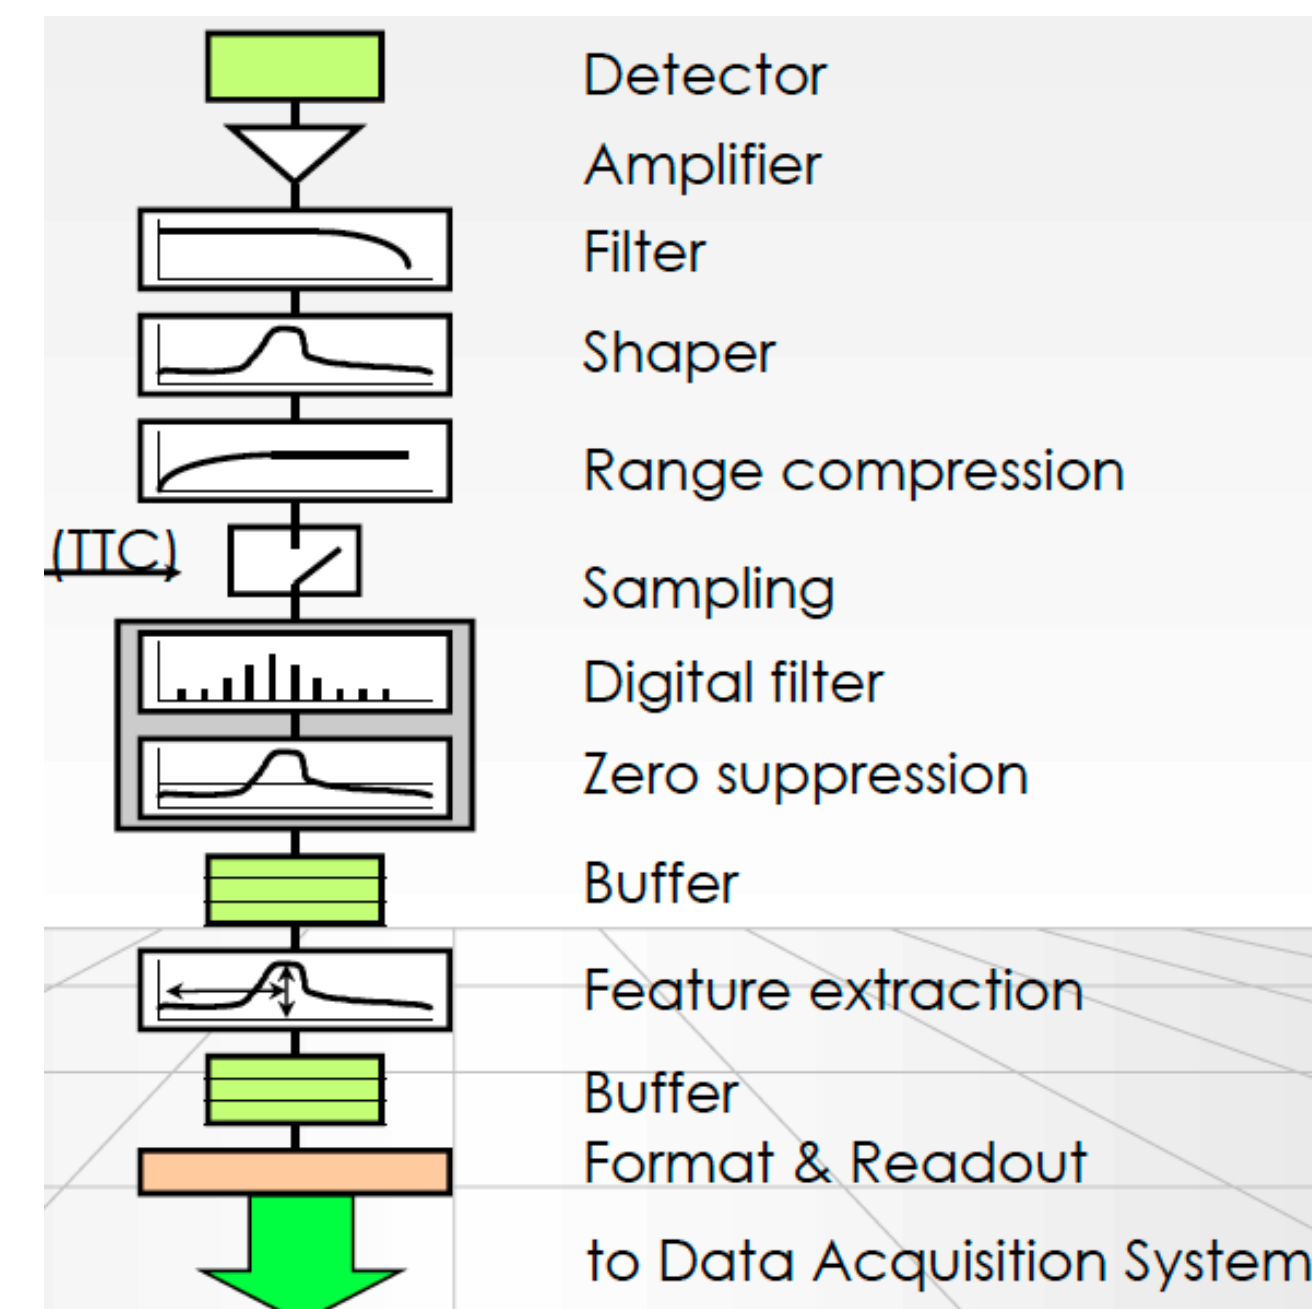 Detector
Amplifier
Filter
Shaper
Range compression
(TTC)
Sampling
Digital filter
Zero suppression
Buffer
Feature extraction
Buffer
Format & Readout
to Data Acquisition System